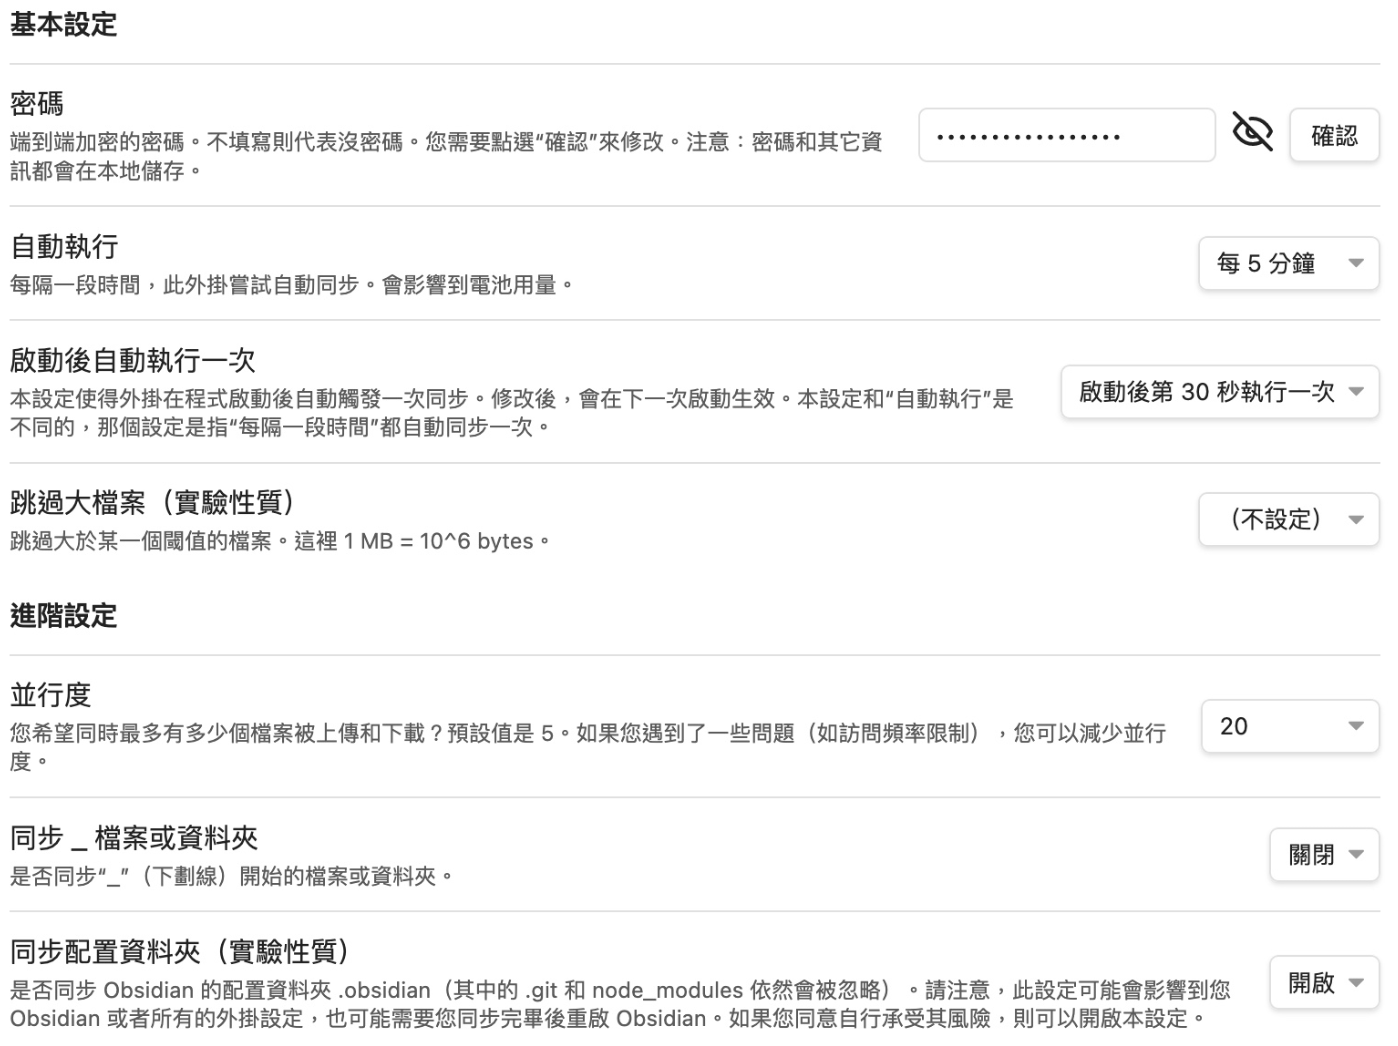 基本設定
密碼
端到端加密的密碼。不填寫則代表沒密碼。您需要點選“確認”來修改。注意：密碼和其它資
訊都會在本地儲存。
••••••••••••••••• 確認
自動執行
每隔一段時間，此外掛嘗試自動同步。會影響到電池用量。
每 5 分鐘
啟動後自動執行一次
本設定使得外掛在程式啟動後自動觸發一次同步。修改後，會在下一次啟動生效。本設定和“自動執行”是
不同的，那個設定是指“每隔一段時間”都自動同步一次。
啟動後第 30 秒執行一次
跳過大檔案（實驗性質）
跳過大於某一個閾值的檔案。這裡 1 MB = 10^6 bytes。
（不設定）
進階設定
並行度
您希望同時最多有多少個檔案被上傳和下載？預設值是 5。如果您遇到了一些問題（如訪問頻率限制），您可以減少並行
度。
20
同步 _ 檔案或資料夾
是否同步“_”（下劃線）開始的檔案或資料夾。
關閉
同步配置資料夾（實驗性質）
是否同步 Obsidian 的配置資料夾 .obsidian（其中的 .git 和 node_modules 依然會被忽略）。請注意，此設定可能會影響到您
Obsidian 或者所有的外掛設定，也可能需要您同步完畢後重啟 Obsidian。如果您同意自行承受其風險，則可以開啟本設定。
開啟